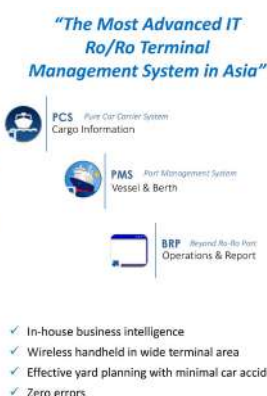 “The Most Advanced IT
Ro/Ro Terminal
Management System in Asia”
PCS Pure Car Carrier System
Cargo Information
PMS Port Management System
Vessel & Berth
BRP Beyond Ro-Ro Port
Operations & Report
✓ In-house business intelligence
✓ Wireless handheld in wide terminal area
✓ Effective yard planning with minimal car accid
✓ Zero errors